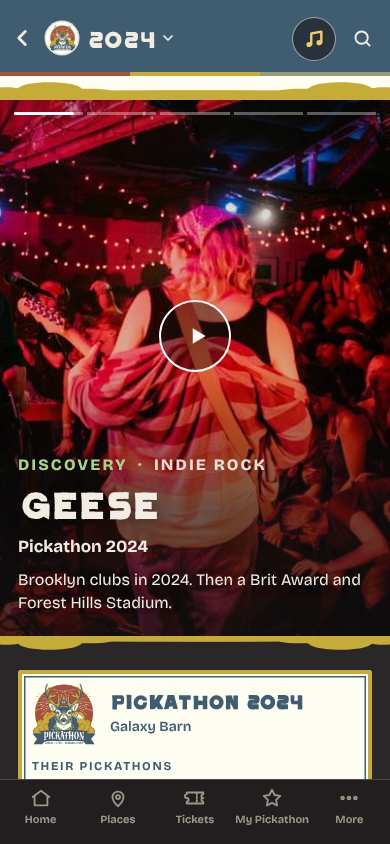 2024
DISCOVERY · INDIE ROCK
GEESE
Pickathon 2024
Brooklyn clubs in 2024. Then a Brit Award and
Forest Hills Stadium.
PICKATHON
PICKATHON 2024
Galaxy Barn
THEIR PICKATHONS
Home
Places
Tickets
My Pickathon
More